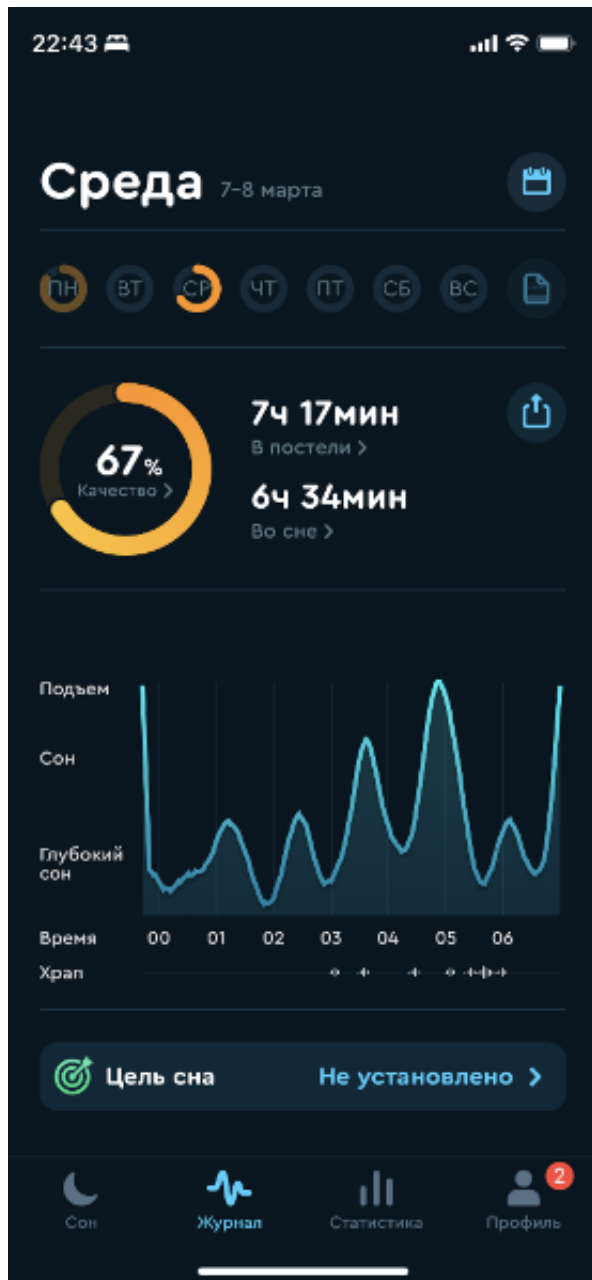 22:43
Среда 7-8 марта
ПН ВТ СР ЧТ ПТ СБ ВС
67%
Качество >
7ч 17мин
В постели >
6ч 34мин
Во сне >
Подъем
Сон
Глубокий
сон
Время 00 01 02 03 04 05 06
Храп
Цель сна Не установлено >
2
Сон Журнал Статистика Профиль